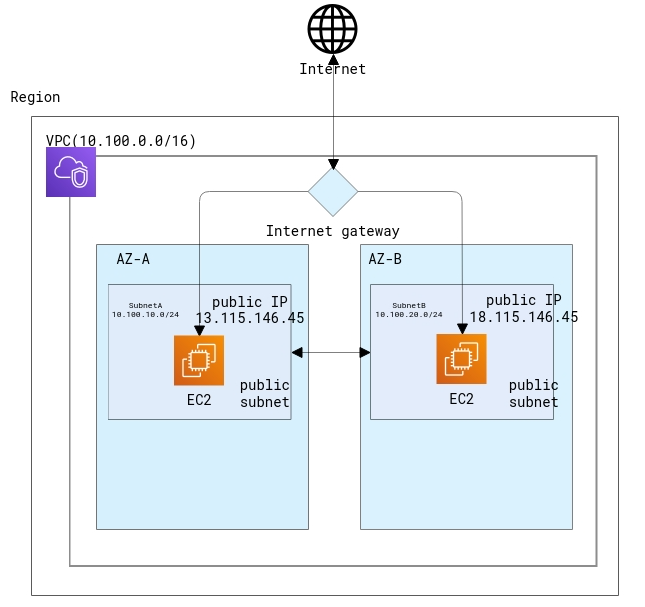 Internet
Region
VPC(10.100.0.0/16)
Internet gateway
AZ-A
SubnetA
10.100.10.0/24
public IP
13.115.146.45
EC2
public
subnet
AZ-B
SubnetB
10.100.20.0/24
public IP
18.115.146.45
EC2
public
subnet